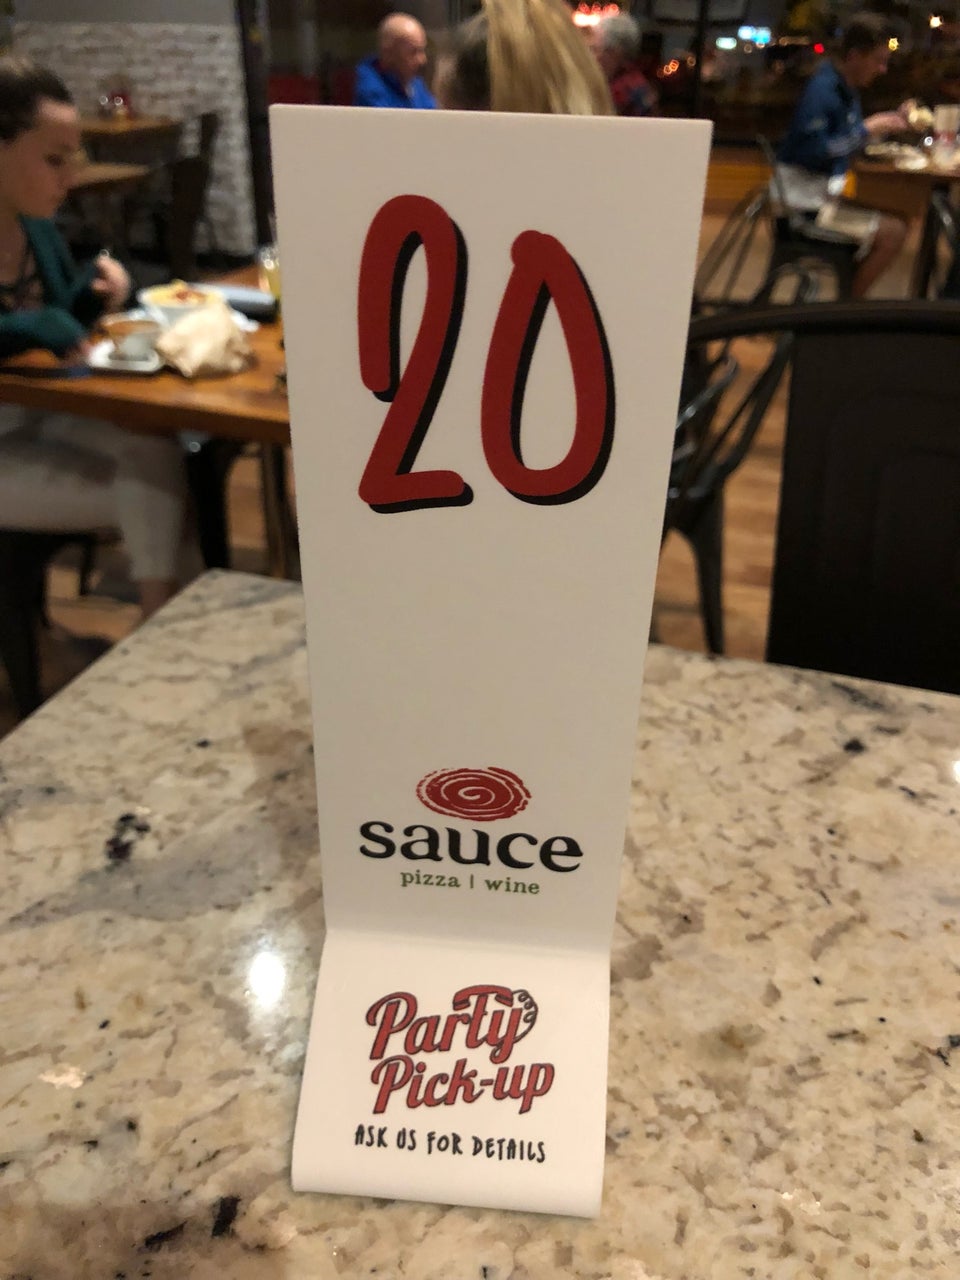 20
sauce
pizza | wine
Party
Pick-up
ASK US FOR DETAILS